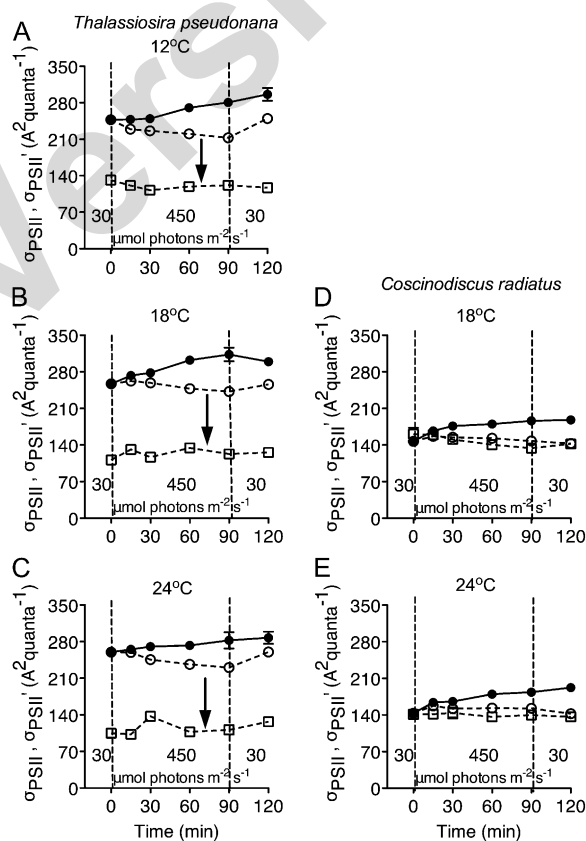 Versi
A
Thalassiosira pseudonana
12°C
σPSII , σPSII' (A²quanta⁻¹)
350
280
210
140
70
0
30
450
30
µmol photons m⁻² s⁻¹
0
30
60
90
120
B
18°C
σPSII , σPSII' (A²quanta⁻¹)
350
280
210
140
70
0
30
450
30
µmol photons m⁻² s⁻¹
0
30
60
90
120
D
Coscinodiscus radiatus
18°C
σPSII , σPSII' (A²quanta⁻¹)
350
280
210
140
70
0
30
450
30
µmol photons m⁻² s⁻¹
0
30
60
90
120
C
24°C
σPSII , σPSII' (A²quanta⁻¹)
350
280
210
140
70
0
30
450
30
µmol photons m⁻² s⁻¹
0
30
60
90
120
Time (min)
E
24°C
σPSII , σPSII' (A²quanta⁻¹)
350
280
210
140
70
0
30
450
30
µmol photons m⁻² s⁻¹
0
30
60
90
120
Time (min)